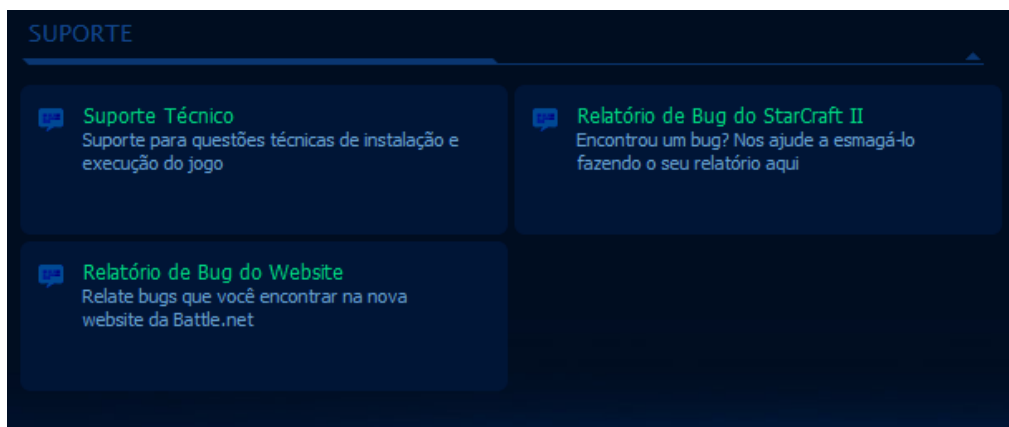 SUPORTE
Suporte Técnico
Suporte para questões técnicas de instalação e
execução do jogo
Relatório de Bug do StarCraft II
Encontrou um bug? Nos ajude a esmagá-lo
fazendo o seu relatório aqui
Relatório de Bug do Website
Relate bugs que você encontrar na nova
website da Battle.net